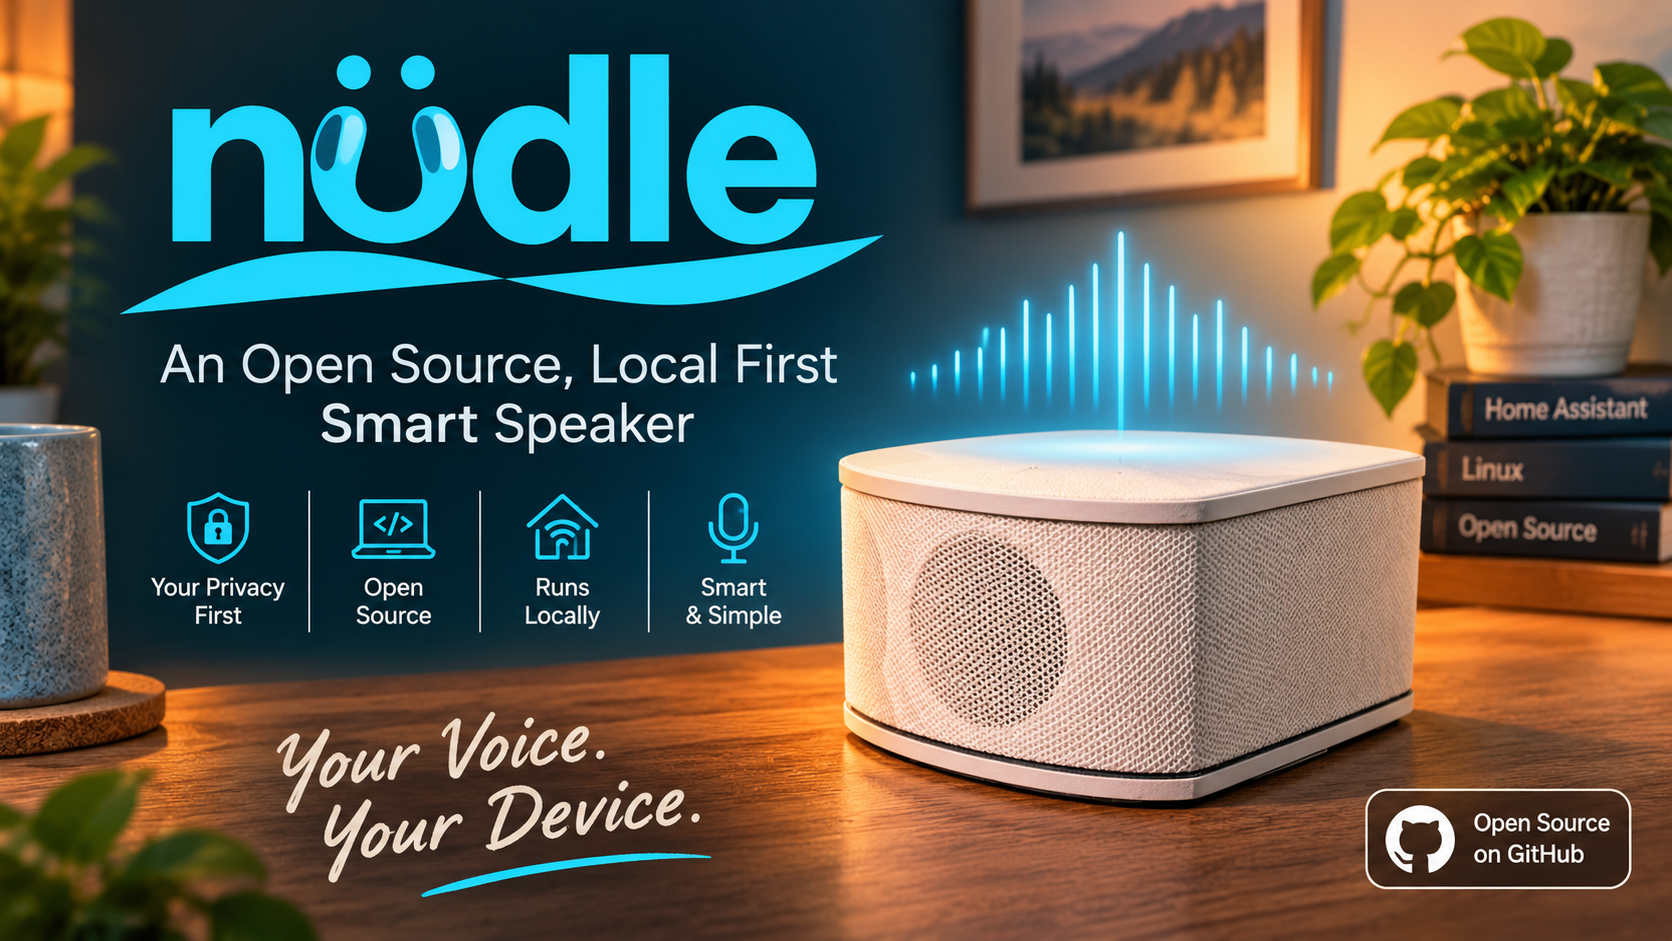 nüdle
An Open Source, Local First
Smart Speaker
Your Privacy
First
Open
Source
Runs
Locally
Smart
& Simple
Your Voice.
Your Device.
Home Assistant
Linux
Open Source
Open Source
on GitHub